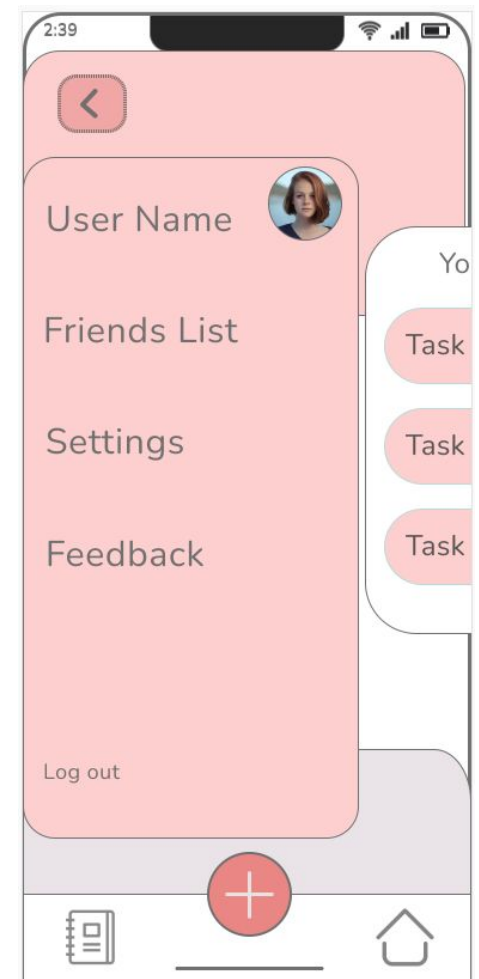 2:39
User Name
Yo
Friends List
Task
Settings
Task
Feedback
Task
Log out